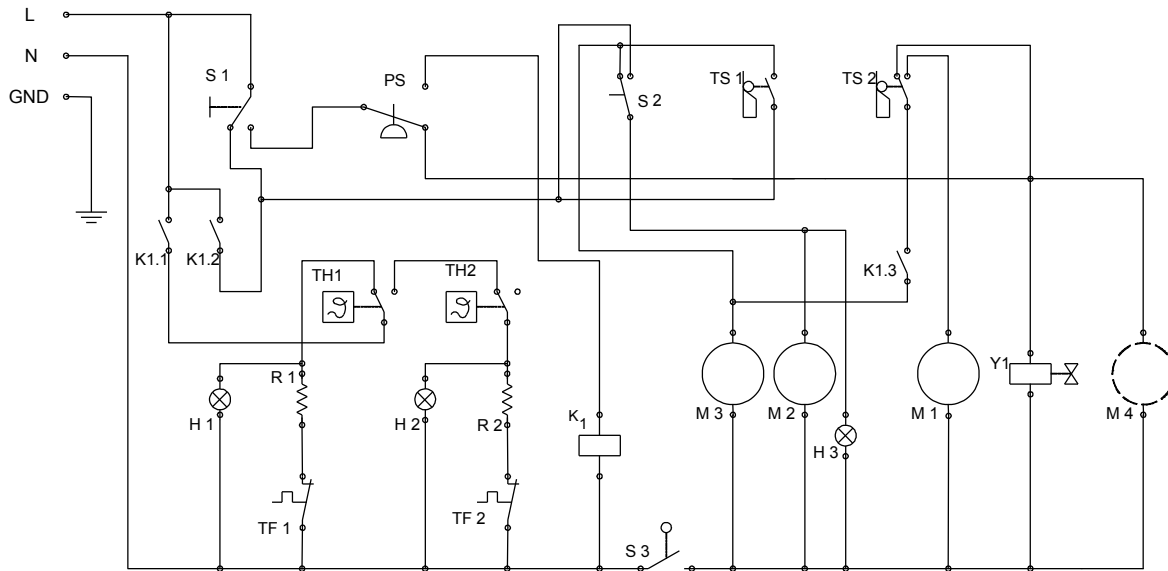 L
N
GND
S 1
PS
S 2
TS 1
TS 2
K1.1
K1.2
K1.3
TH1
TH2
R 1
H 1
H 2
R 2
K1
M 3
M 2
H 3
M 1
Y1
M 4
TF 1
TF 2
S 3